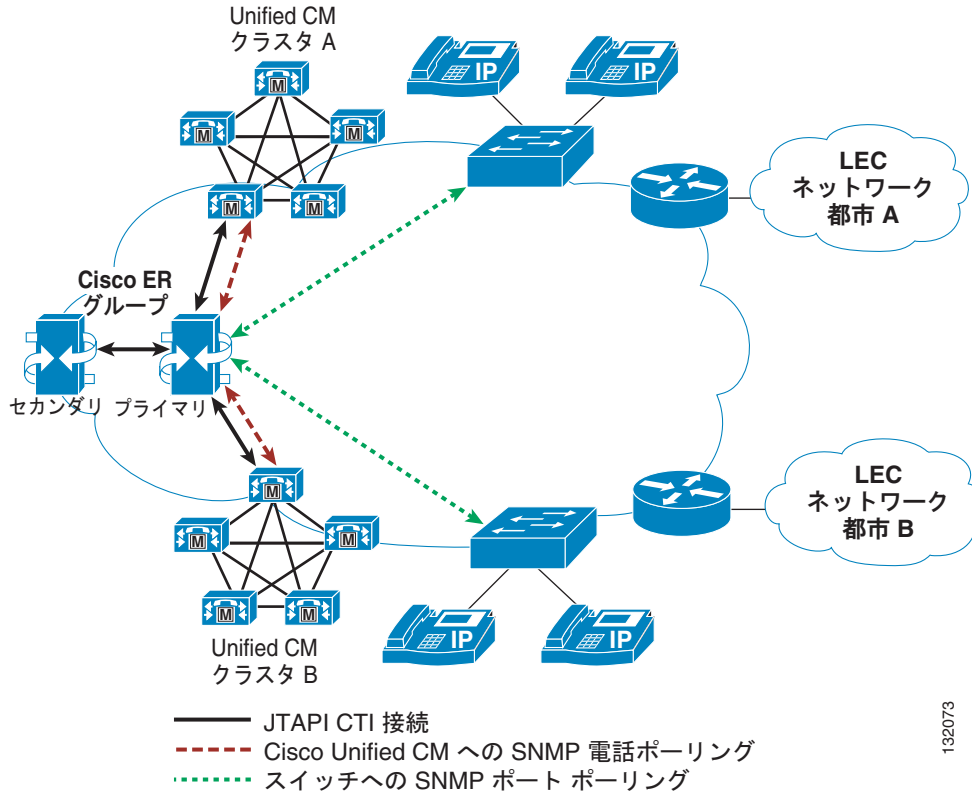 Unified CM
クラスタ A
M
M
M
M
M
IP
IP
LEC
ネットワーク
都市 A
Cisco ER
グループ
セカンダリ
プライマリ
LEC
ネットワーク
都市 B
M
M
M
M
M
IP
IP
Unified CM
クラスタ B
JTAPI CTI 接続
Cisco Unified CM への SNMP 電話ポーリング
スイッチへの SNMP ポート ポーリング
132073